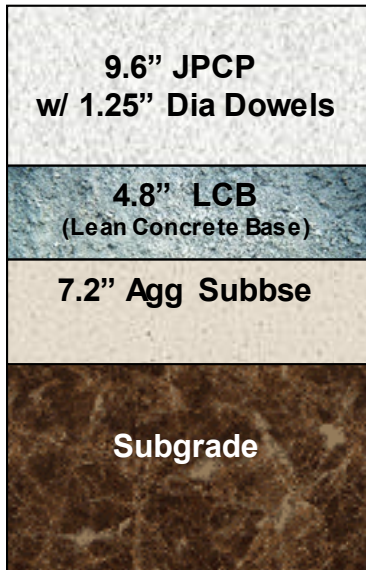 9.6” JPCP
w/ 1.25” Dia Dowels
4.8” LCB
(Lean Concrete Base)
7.2” Agg Subbse
Subgrade